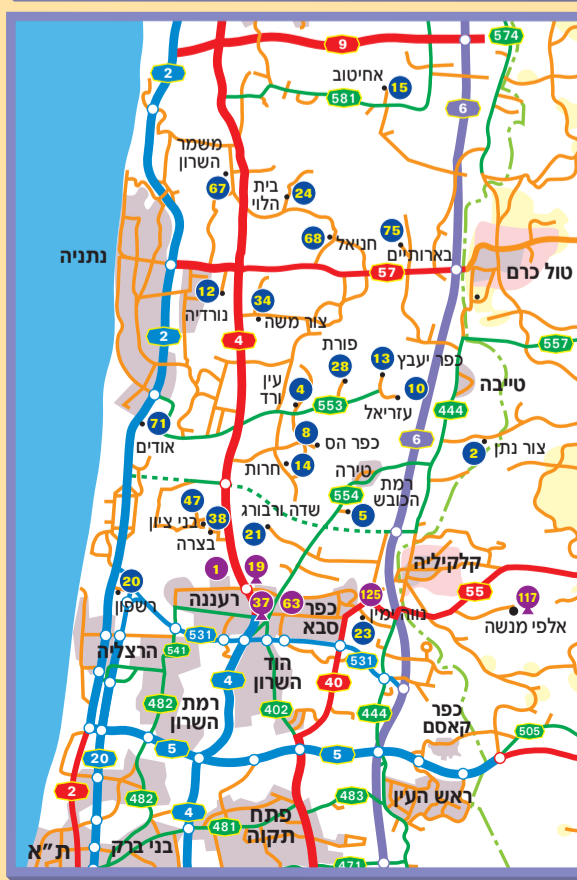 9
574
2
אחיטוב
15
581
6
משמר
השרון
67
בית
הלוי
24
75
68
חניאל
בארותיים
נתניה
57
טול כרם
12
נורדיה
34
צור משה
2
4
פורת
557
28
13
כפר יעבץ
עין
ורד
4
10
עזריאל
טייבה
553
444
71
אודים
8
כפר הס
6
צור נתן
2
14
חרות
טירה
רמת
הכובש
554
47
38
בני ציון
שדה ורבורג
5
21
בצרה
קלקיליה
1
19
20
רשפון
רעננה
37
63
כפר
סבא
125
נווה ימין
55
117
אלפי מנשה
23
531
541
הרצליה
הוד
השרון
531
4
40
482
רמת
השרון
402
444
כפר
קאסם
505
5
20
5
2
482
483
ראש העין
4
481
פתח
תקוה
ת"א
בני ברק
471